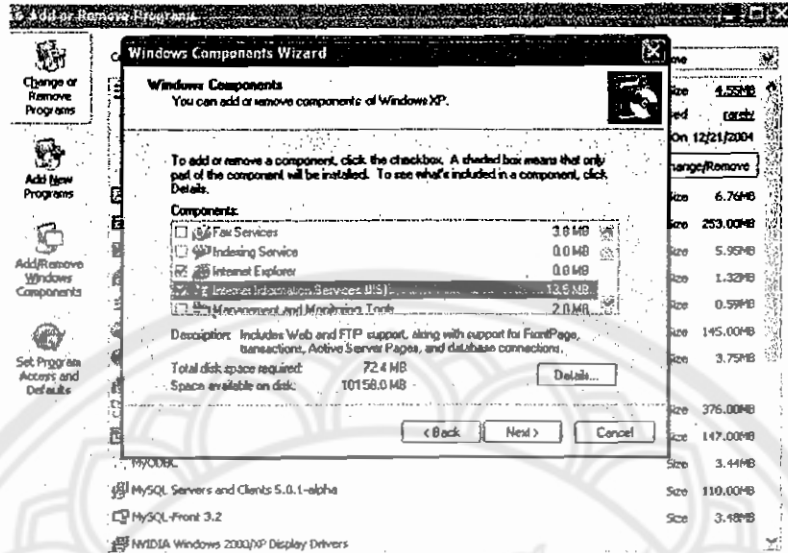 Add or Remove Programs
Change or
Remove
Programs
Add New
Programs
Add/Remove
Windows
Components
Set Program
Access and
Defaults
Windows Components Wizard
Windows Components
You can add or remove components of Windows XP.
To add or remove a component, click the checkbox. A shaded box means that only
part of the component will be installed. To see what's included in a component, click
Details.
Components:
Fax Services 3.8 MB
Indexing Service 0.0 MB
Internet Explorer 0.0 MB
Internet Information Services (IIS) 13.5 MB
Management and Monitoring Tools 2.0 MB
Description: Includes Web and FTP support, along with support for FrontPage,
transactions, Active Server Pages, and database connections.
Total disk space required: 72.4 MB
Space available on disk: 10158.0 MB
Details...
< Back
Next >
Cancel
Size 4.55MB
rarely
On 12/21/2004
Change/Remove
Size 6.76MB
Size 253.00MB
Size 5.95MB
Size 1.32MB
Size 0.59MB
Size 145.00MB
Size 3.75MB
Size 376.00MB
Size 147.00MB
MyODBC Size 3.44MB
MySQL Servers and Clients 5.0.1-alpha Size 110.00MB
MySQL-Front 3.2 Size 3.48MB
NVIDIA Windows 2000/XP Display Drivers